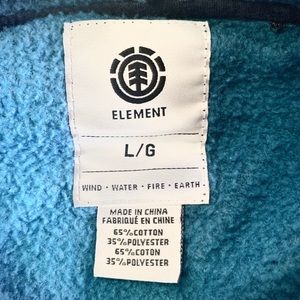 ELEMENT
L/G
WIND · WATER · FIRE · EARTH ·
MADE IN CHINA
FABRIQUÉ EN CHINE
65%COTTON
35%POLYESTER
65%COTON
35%POLYESTER